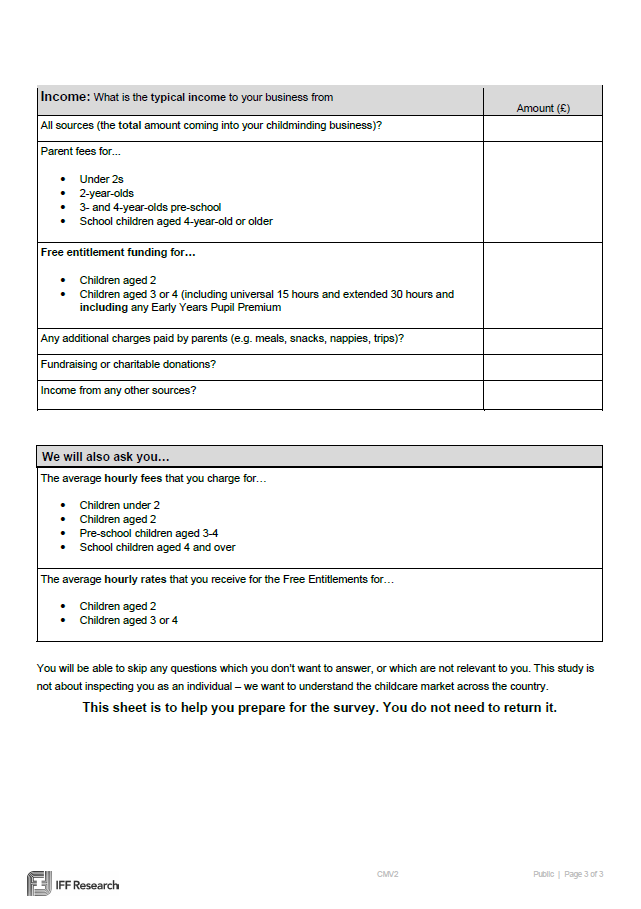 Income: What is the typical income to your business from
Amount (£)
All sources (the total amount coming into your childminding business)?
Parent fees for...
• Under 2s
• 2-year-olds
• 3- and 4-year-olds pre-school
• School children aged 4-year-old or older
Free entitlement funding for…
• Children aged 2
• Children aged 3 or 4 (including universal 15 hours and extended 30 hours and
including any Early Years Pupil Premium
Any additional charges paid by parents (e.g. meals, snacks, nappies, trips)?
Fundraising or charitable donations?
Income from any other sources?
We will also ask you…
The average hourly fees that you charge for…
• Children under 2
• Children aged 2
• Pre-school children aged 3-4
• School children aged 4 and over
The average hourly rates that you receive for the Free Entitlements for…
• Children aged 2
• Children aged 3 or 4
You will be able to skip any questions which you don't want to answer, or which are not relevant to you. This study is
not about inspecting you as an individual – we want to understand the childcare market across the country.
This sheet is to help you prepare for the survey. You do not need to return it.
IFF Research
CMV2
Public | Page 3 of 3